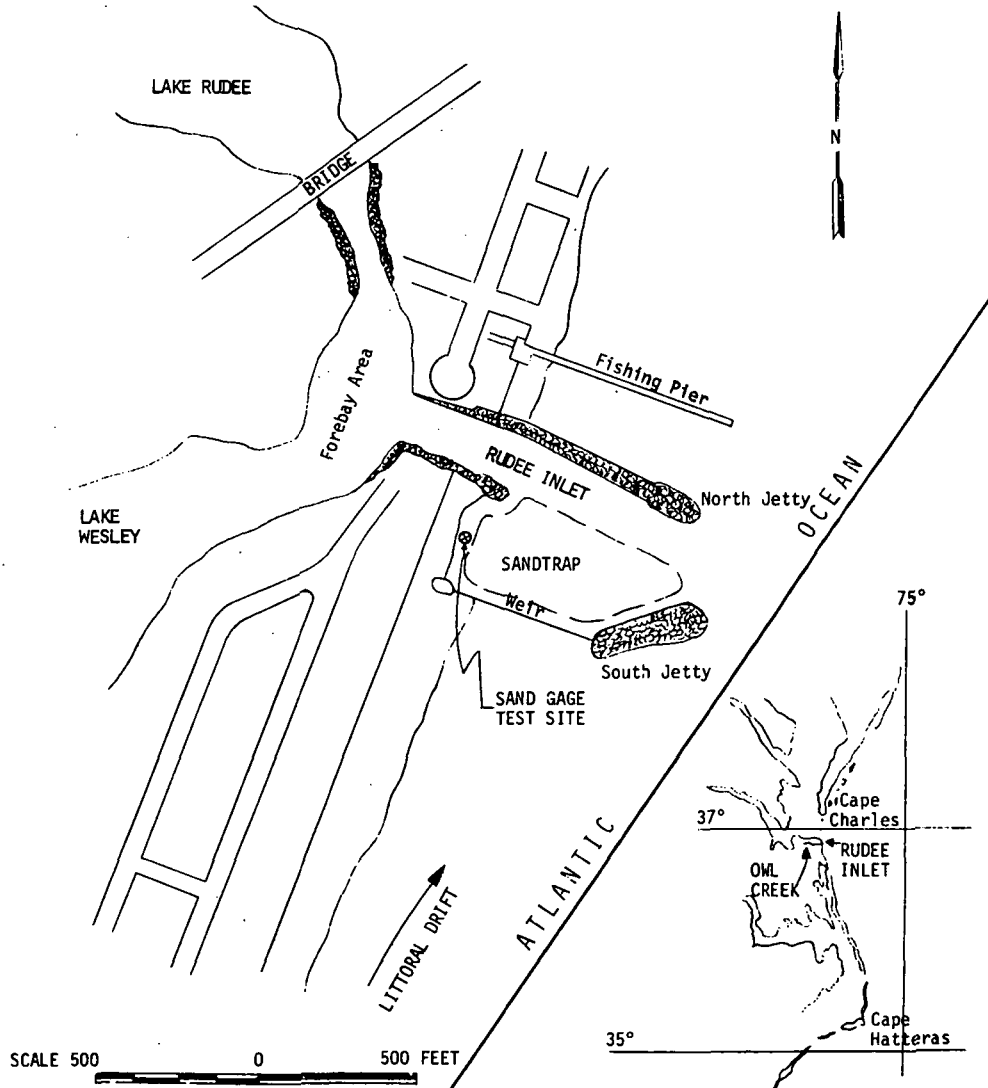 LAKE RUDEE
BRIDGE
N
Fishing Pier
Forebay Area
RUDEE INLET
North Jetty
OCEAN
LAKE
WESLEY
SANDTRAP
Weir
South Jetty
SAND GAGE
TEST SITE
ATLANTIC
LITTORAL DRIFT
75°
Cape
Charles
37°
RUDEE
INLET
OWL
CREEK
Cape
Hatteras
35°
SCALE 500 0 500 FEET